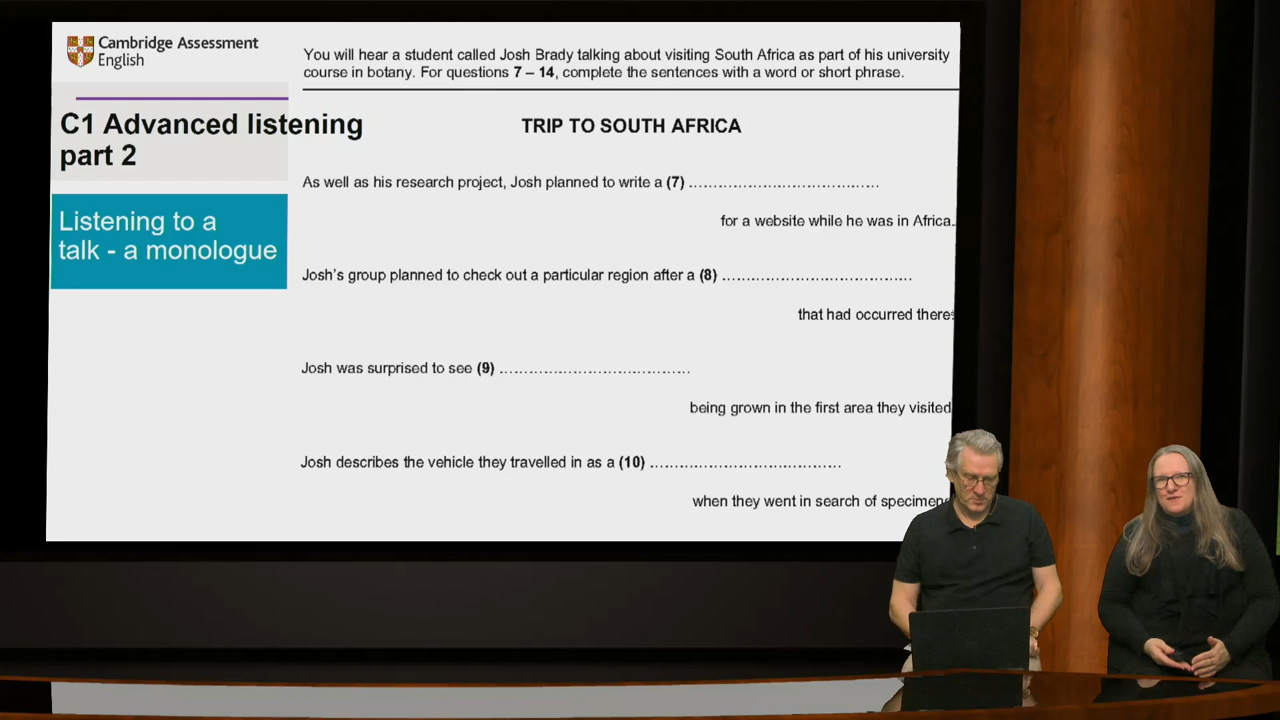 Cambridge Assessment
English
C1 Advanced listening
part 2
Listening to a
talk - a monologue
You will hear a student called Josh Brady talking about visiting South Africa as part of his university
course in botany. For questions 7 – 14, complete the sentences with a word or short phrase.
TRIP TO SOUTH AFRICA
As well as his research project, Josh planned to write a (7) .......................................
for a website while he was in Africa.
Josh's group planned to check out a particular region after a (8) .......................................
that had occurred there.
Josh was surprised to see (9) .......................................
being grown in the first area they visited
Josh describes the vehicle they travelled in as a (10) .......................................
when they went in search of specimens